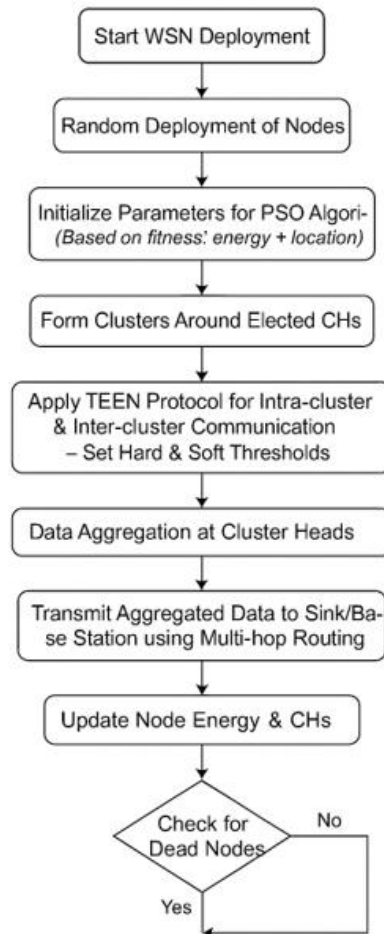 Start WSN Deployment
Random Deployment of Nodes
Initialize Parameters for PSO Algori-
(Based on fitness: energy + location)
Form Clusters Around Elected CHs
Apply TEEN Protocol for Intra-cluster
& Inter-cluster Communication
– Set Hard & Soft Thresholds
Data Aggregation at Cluster Heads
Transmit Aggregated Data to Sink/Ba-
se Station using Multi-hop Routing
Update Node Energy & CHs
Check for
Dead Nodes
No
Yes